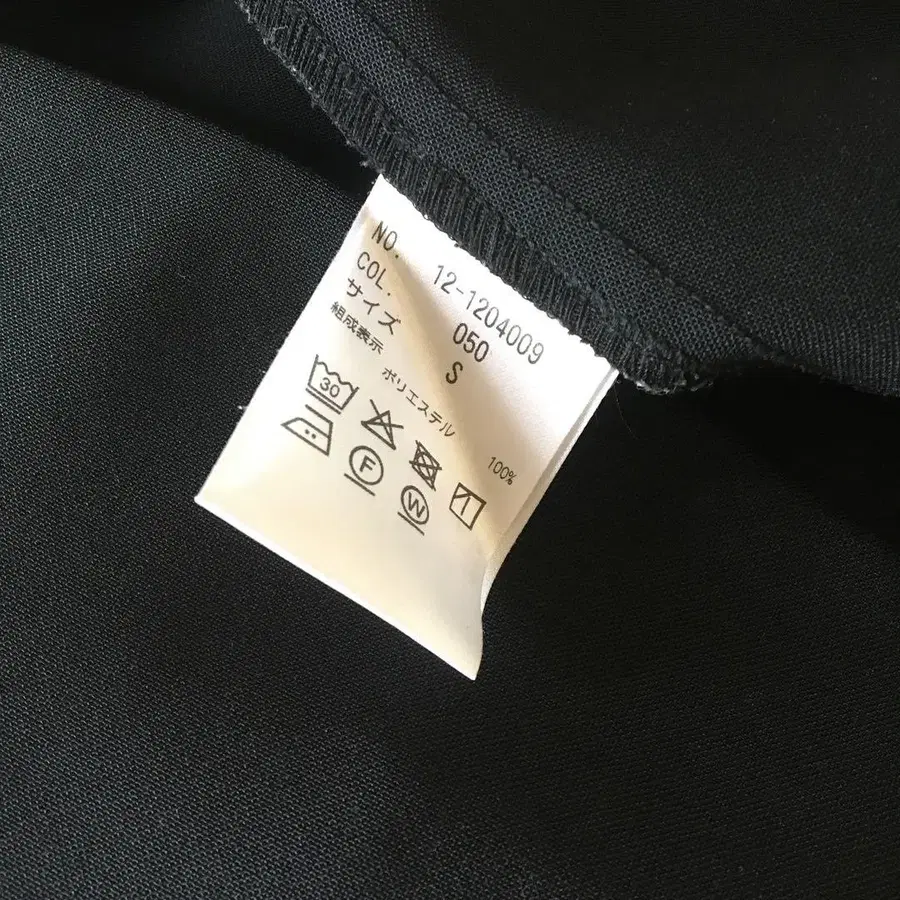 NO. 12-1204009
COL. 050
サイズ S
組成表示
ポリエステル 100%
30
F W